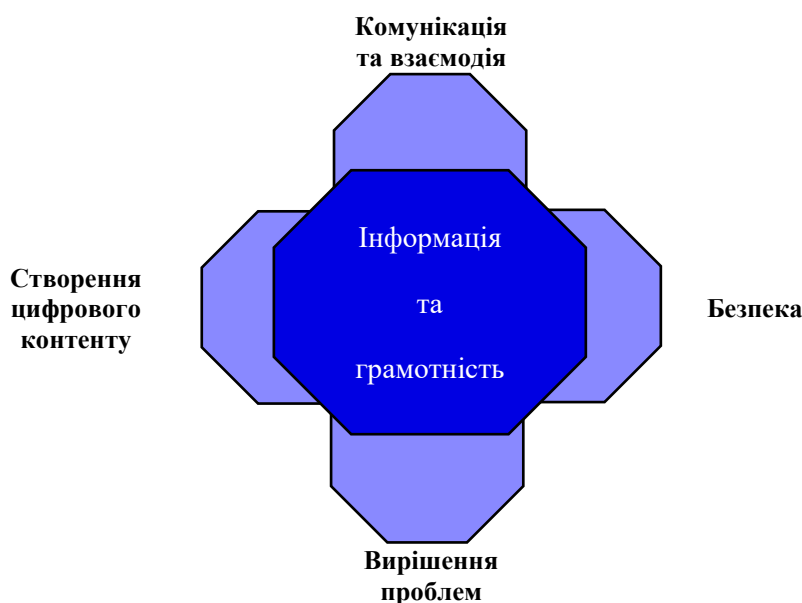 Комунікація
та взаємодія
Інформація
та
грамотність
Створення
цифрового
контенту
Безпека
Вирішення
проблем